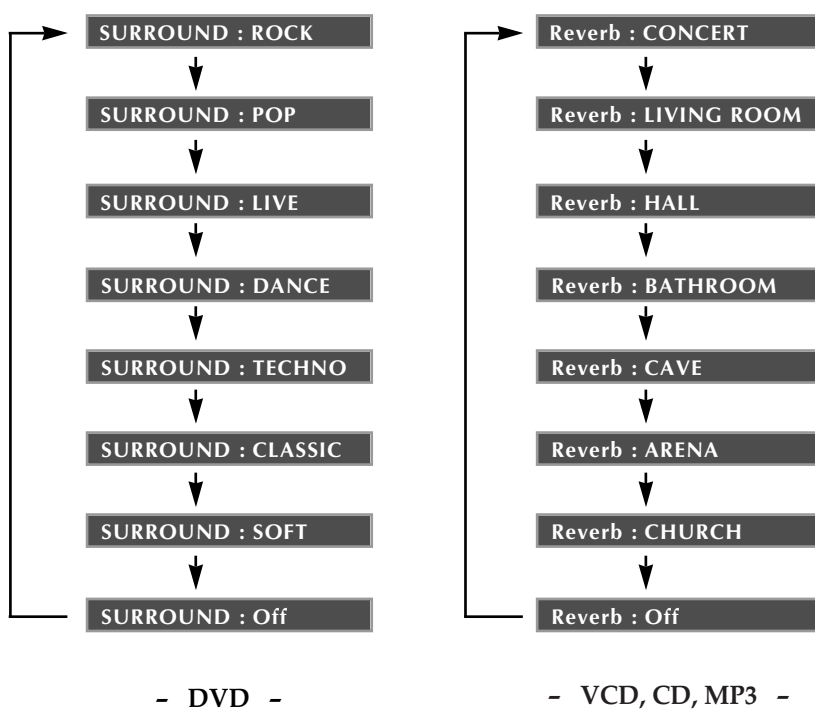 SURROUND : ROCK
SURROUND : POP
SURROUND : LIVE
SURROUND : DANCE
SURROUND : TECHNO
SURROUND : CLASSIC
SURROUND : SOFT
SURROUND : Off
- DVD -
Reverb : CONCERT
Reverb : LIVING ROOM
Reverb : HALL
Reverb : BATHROOM
Reverb : CAVE
Reverb : ARENA
Reverb : CHURCH
Reverb : Off
- VCD, CD, MP3 -